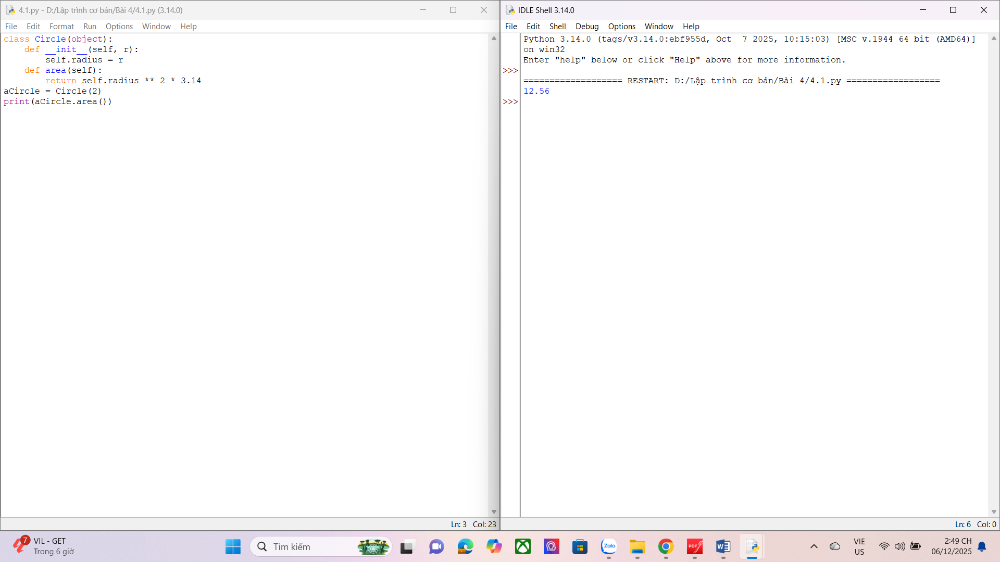 4.1.py - D:/Lập trình cơ bản/Bài 4/4.1.py (3.14.0)
File Edit Format Run Options Window Help
class Circle(object):
    def __init__(self, r):
        self.radius = r
    def area(self):
        return self.radius ** 2 * 3.14
aCircle = Circle(2)
print(aCircle.area())
Ln: 3 Col: 23
IDLE Shell 3.14.0
File Edit Shell Debug Options Window Help
Python 3.14.0 (tags/v3.14.0:ebf955d, Oct  7 2025, 10:15:03) [MSC v.1944 64 bit (AMD64)]
on win32
Enter "help" below or click "Help" above for more information.
>>>
=================== RESTART: D:/Lập trình cơ bản/Bài 4/4.1.py ==================
12.56
>>>
Ln: 6 Col: 0
7
VIL - GET
Trong 6 giờ
Tìm kiếm
Zalo
PDF
W
VIE
US
2:49 CH
06/12/2025